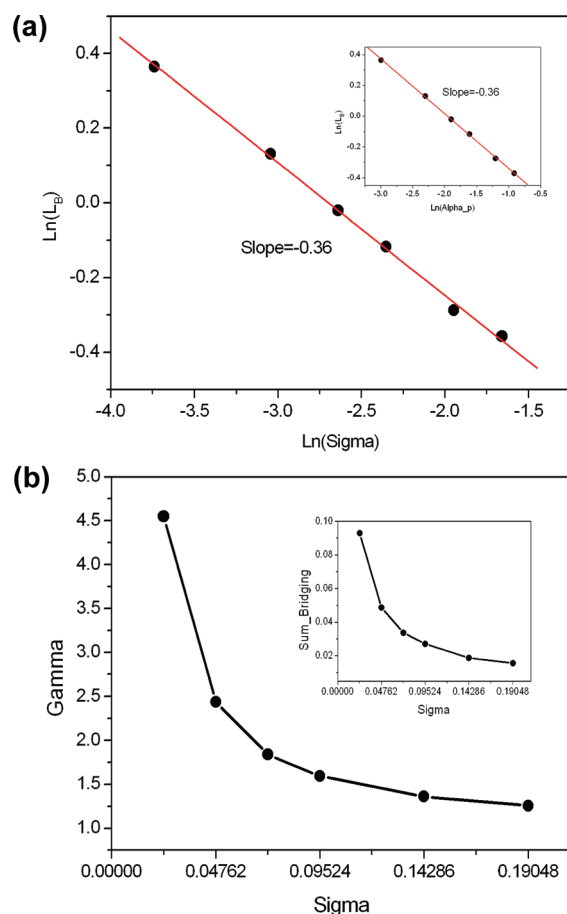 (a)
0.4
0.2
0.0
-0.2
-0.4
Ln(L_B)
-4.0 -3.5 -3.0 -2.5 -2.0 -1.5
Ln(Sigma)
Slope=-0.36
0.4
0.2
0.0
-0.2
-0.4
Ln(L_B)
Slope=-0.36
-3.0 -2.5 -2.0 -1.5 -1.0 -0.5
Ln(Alpha_p)
(b)
5.0
4.5
4.0
3.5
3.0
2.5
2.0
1.5
1.0
Gamma
0.00000 0.04762 0.09524 0.14286 0.19048
Sigma
0.10
0.08
0.06
0.04
0.02
Sum_Bridging
0.00000 0.04762 0.09524 0.14286 0.19048
Sigma